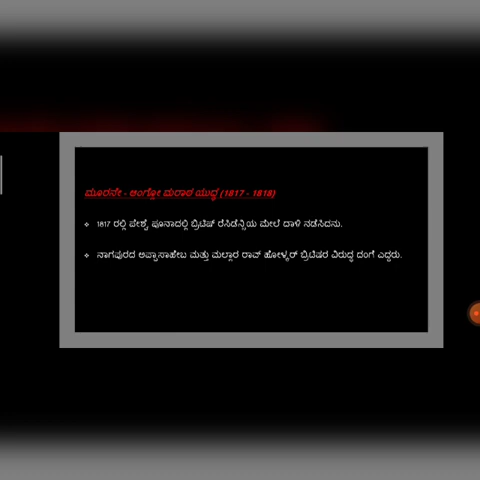 ಮೂರನೇ - ಆಂಗ್ಲೋ ಮರಾಠ ಯುದ್ಧ (1817 - 1818)
❖ 1817 ರಲ್ಲಿ ಪೇಶ್ವೆ ಪೂನಾದಲ್ಲಿ ಬ್ರಿಟಿಷ್ ರೆಸಿಡೆನ್ಸಿಯ ಮೇಲೆ ದಾಳಿ ನಡೆಸಿದನು.
❖ ನಾಗಪುರದ ಅಪ್ಪಾಸಾಹೇಬ ಮತ್ತು ಮಲ್ಹಾರ ರಾವ್ ಹೋಳ್ಕರ್ ಬ್ರಿಟಿಷರ ವಿರುದ್ಧ ದಂಗೆ ಎದ್ದರು.